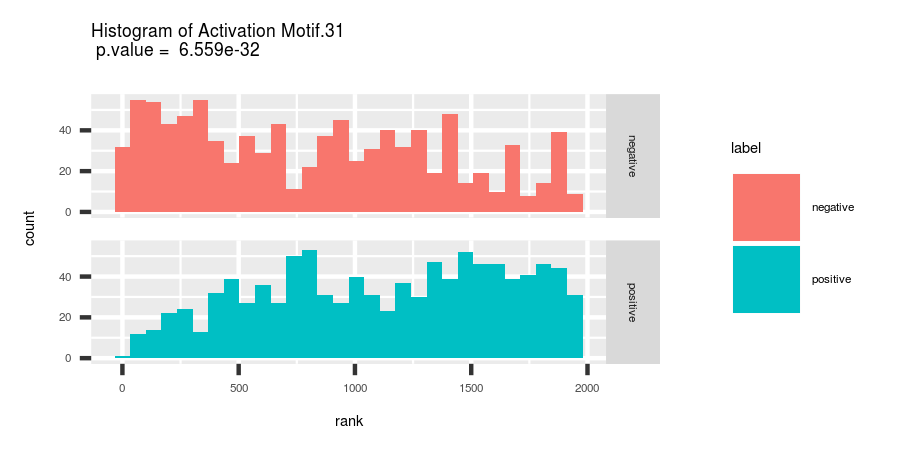 Histogram of Activation Motif.31
p.value =  6.559e-32
count
40
20
0
negative
40
20
0
positive
0
500
1000
1500
2000
rank
label
negative
positive